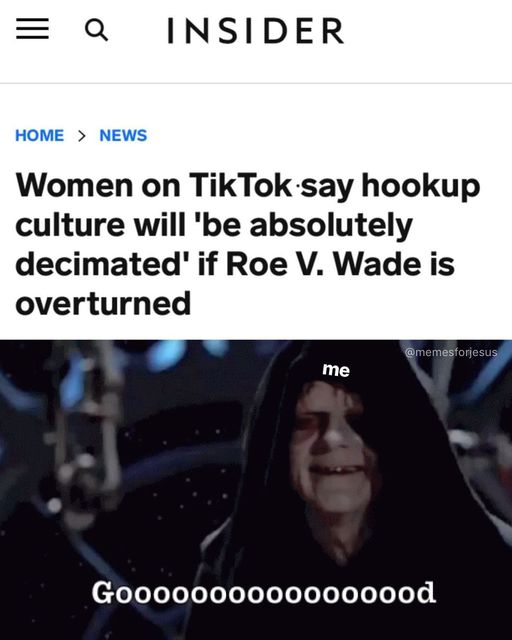 INSIDER
HOME > NEWS
Women on TikTok say hookup
culture will 'be absolutely
decimated' if Roe V. Wade is
overturned
@memesforjesus
me
Gooooooooooooooooood